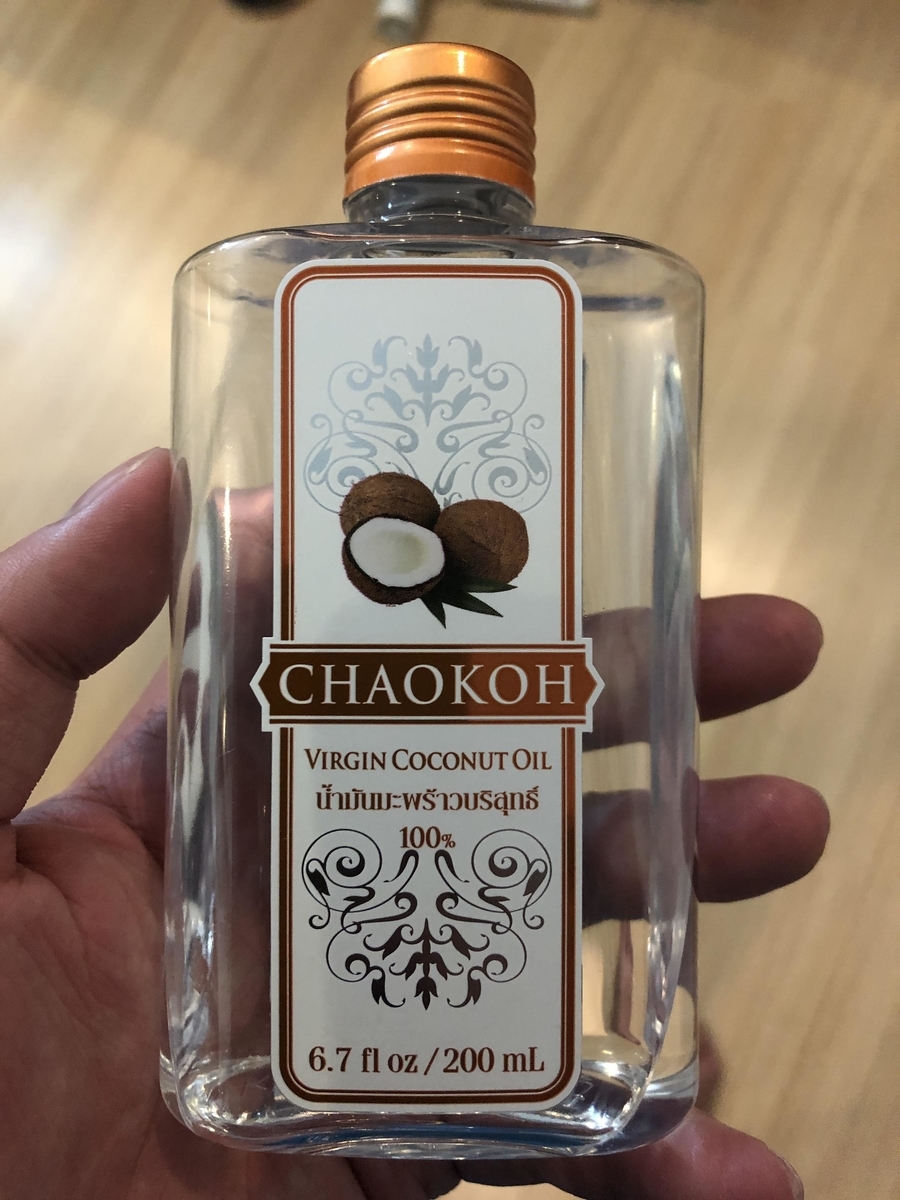 CHAOKOH
VIRGIN COCONUT OIL
น้ำมันมะพร้าวบริสุทธิ์
100%
6.7 fl oz / 200 mL